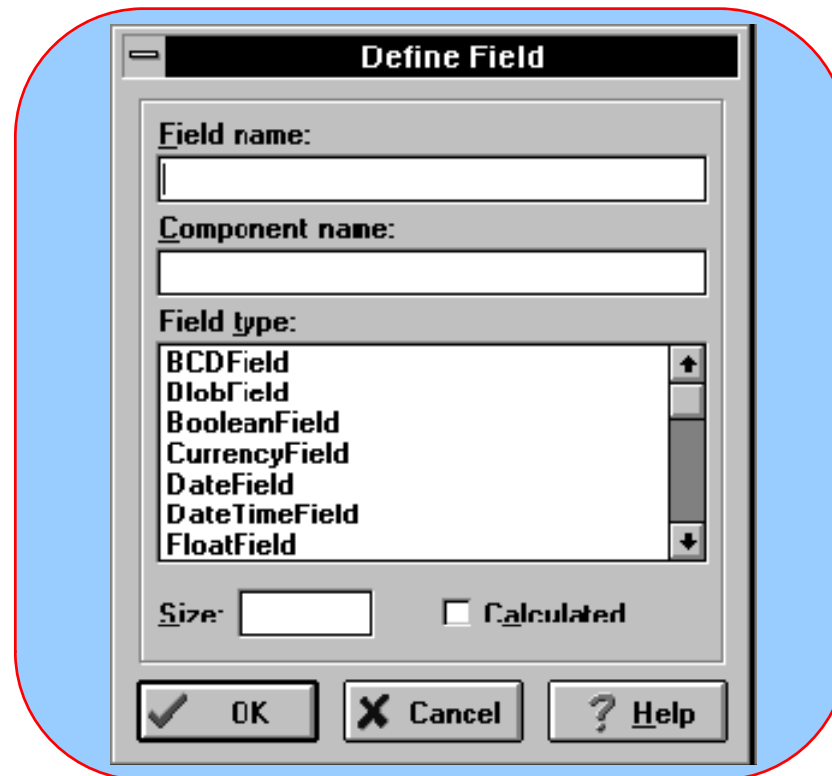 Define Field
Field name:
Component name:
Field type:
BCDField
BlobField
BooleanField
CurrencyField
DateField
DateTimeField
FloatField
Size: Calculated
OK Cancel Help